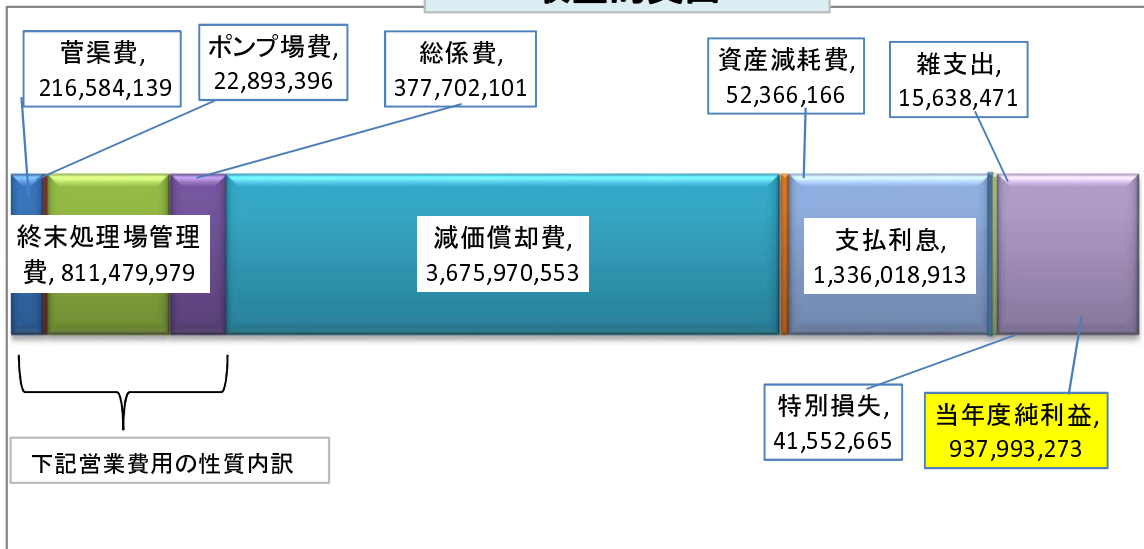 菅渠費,
216,584,139
ポンプ場費,
22,893,396
総係費,
377,702,101
資産減耗費,
52,366,166
雑支出,
15,638,471
終末処理場管理
費, 811,479,979
減価償却費,
3,675,970,553
支払利息,
1,336,018,913
特別損失,
41,552,665
当年度純利益,
937,993,273
下記営業費用の性質内訳